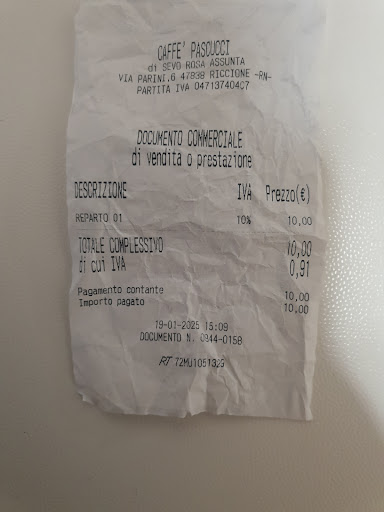 CAFFE' PASCUCCI
di SEVO ROSA ASSUNTA
VIA PARINI,6 47838 RICCIONE -RN-
PARTITA IVA 04713740407
DOCUMENTO COMMERCIALE
di vendita o prestazione
DESCRIZIONE IVA Prezzo(€)
REPARTO 01 10% 10,00
TOTALE COMPLESSIVO 10,00
di cui IVA 0,91
Pagamento contante 10,00
Importo pagato 10,00
19-01-2025 15:09
DOCUMENTO N. 0844-0158
RT 72MU1081329